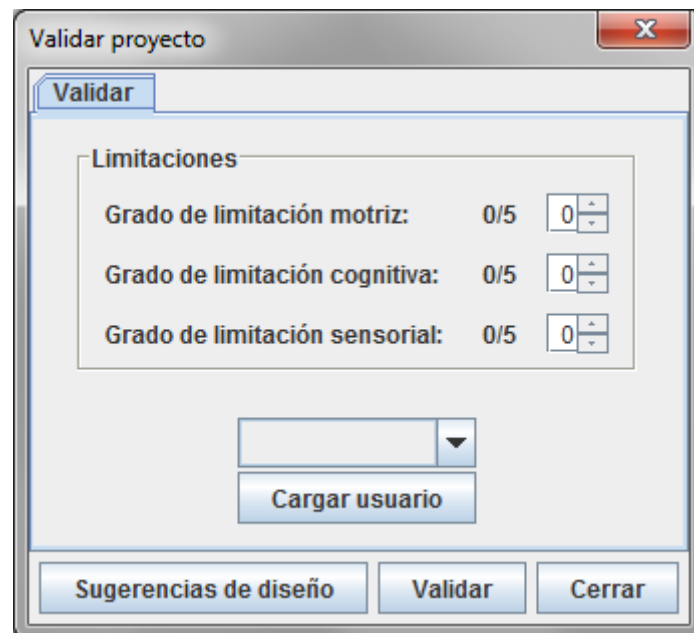 Validar proyecto
Validar
Limitaciones
Grado de limitación motriz: 0/5 0
Grado de limitación cognitiva: 0/5 0
Grado de limitación sensorial: 0/5 0
Cargar usuario
Sugerencias de diseño Validar Cerrar